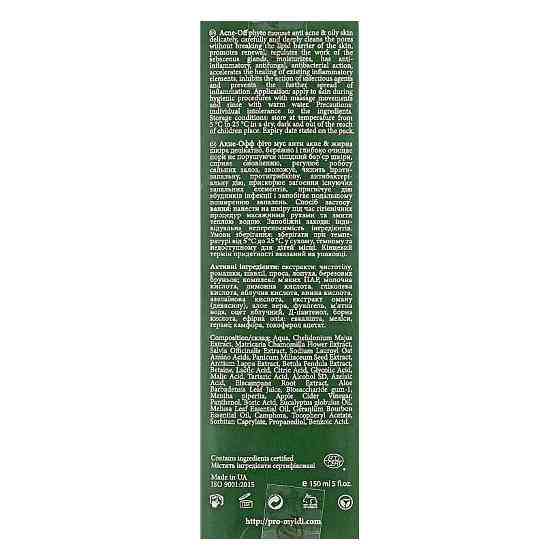 Acne-Off phyto mousse anti acne & oily skin
delicately, carefully and deeply cleans the pores
without breaking the lipid barrier of the skin,
promotes renewal, regulates the work of the
sebaceous glands, moisturizes, has anti-
inflammatory, antifungal, antibacterial action,
accelerates the healing of existing inflammatory
elements, inhibits the action of infectious agents
and prevents the further spread of
inflammation. Application: apply to skin during
hygienic procedures with massage movements
and rinse with warm water. Precautions:
individual intolerance to the ingredients.
Storage conditions: store at temperature from
5 °C to 25 °C in a dry, dark and out of the reach
of children place. Expiry date stated on the pack.
Акне-Офф фіто мус анти акне & жирна
шкіра делікатно, бережно і глибоко очищає
пори не порушуючи ліпідний бар'єр шкіри,
сприяє оновленню, регулює роботу
сальних залоз, зволожує, чинить проти-
запальну, протигрибкову, антибактері-
альну дію, прискорює загоєння існуючих
запальних елементів, пригнічує дію
збудників інфекції і запобігає подальшому
поширенню запалень. Спосіб застосу-
вання: нанести на шкіру під час гігієнічних
процедур масажними рухами та змити
теплою водою. Запобіжні заходи: інди-
відуальна непереносимість інгредієнтів.
Умови зберігання: зберігати при темпе-
ратурі від 5 °C до 25 °C у сухому, темному та
недоступному для дітей місці. Кінцевий
термін придатності вказаний на упаковці.
Активні інгредієнти: екстракти: чистотілу,
ромашки, шавлії, проса, лопуха, березових
бруньок; комплекс м'яких ПАР, молочна
кислота, лимонна кислота, гліколева
кислота, яблучна кислота, винна кислота,
азелаїнова кислота, екстракт оману
(девясилу), алое вера, фукогель, м'ятна
вода, оцет яблучний, Д-пантенол, борна
кислота, ефірна олія: евкаліпта, меліси,
герані; камфора, токоферол ацетат.
Composition/склад: Aqua, Chelidonium Majus
Extract, Matricaria Chamomilla Flower Extract,
Salvia Officinalis Extract, Sodium Lauroyl Oat
Amino Acids, Panicum Miliaceum Seed Extract,
Arctium Lappa Extract, Betula Pendula Extract,
Betaine, Lactic Acid, Citric Acid, Glycolic Acid,
Malic Acid, Tartaric Acid, Alcohol SD, Azelaic
Acid, Elecampane Root Extract, Aloe
Barbadensis Leaf Juice, Biosaccharide gum-1,
Mentha piperita, Apple Cider Vinegar,
Panthenol, Boric Acid, Eucalyptus globulus Oil,
Melissa Leaf Essential Oil, Geranium Bourbon
Essential Oil, Camphora, Tocopheryl Acetate,
Sorbitan Caprylate, Propanediol, Benzoic Acid.
Contains ingredients certified
Містить інгредієнти сертифіковані
Made in UA
ISO 9001:2015
℮ 150 ml 5 fl.oz.
http://pro-myidi.com